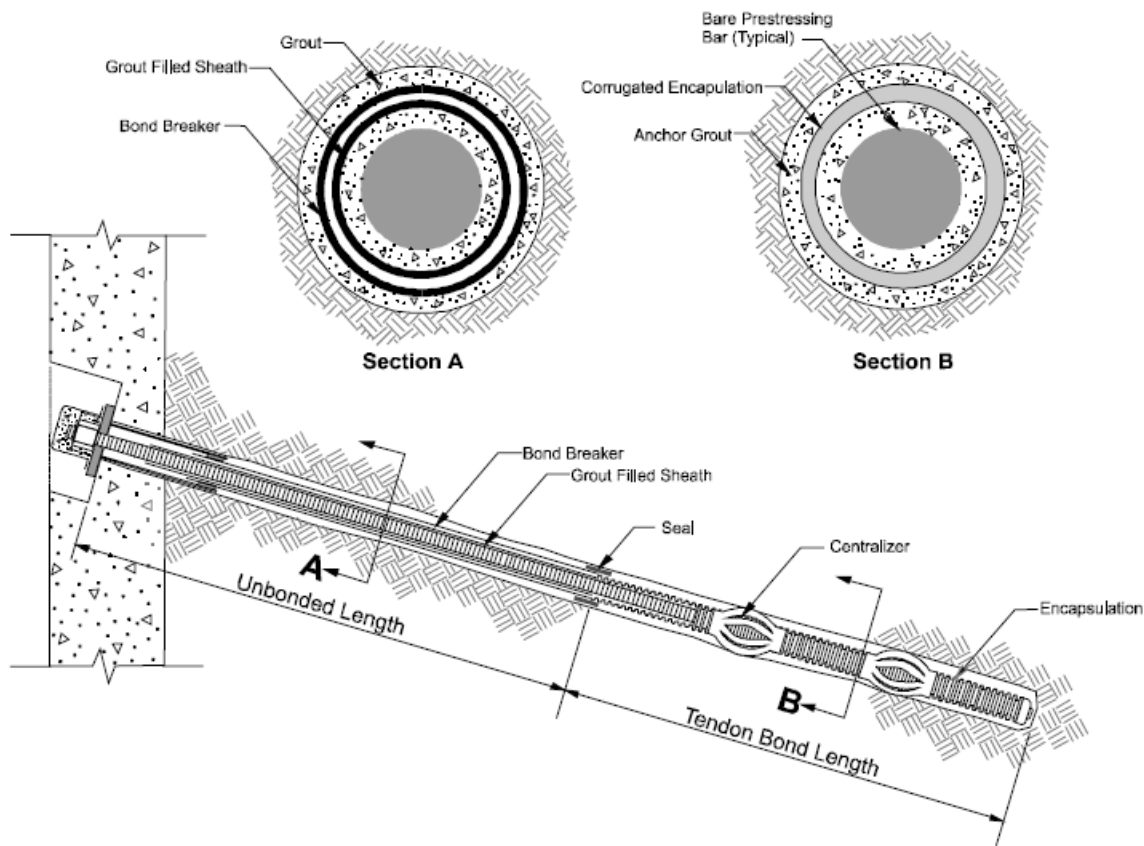 Grout
Grout Filled Sheath
Bond Breaker
Section A
Bare Prestressing
Bar (Typical)
Corrugated Encapulation
Anchor Grout
Section B
Bond Breaker
Grout Filled Sheath
Seal
Centralizer
Encapsulation
A
Unbonded Length
B
Tendon Bond Length